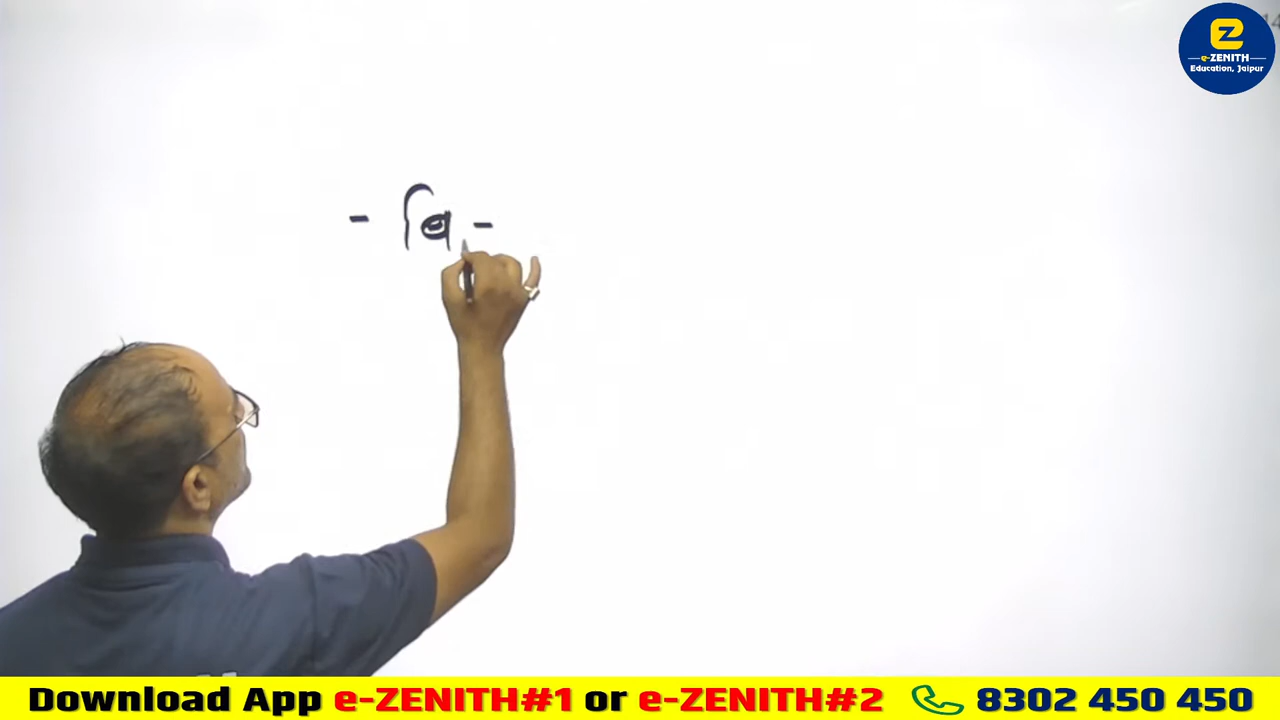 e
Z
e-ZENITH
Education, Jaipur
- बि -
Download App e-ZENITH#1 or e-ZENITH#2 8302 450 450